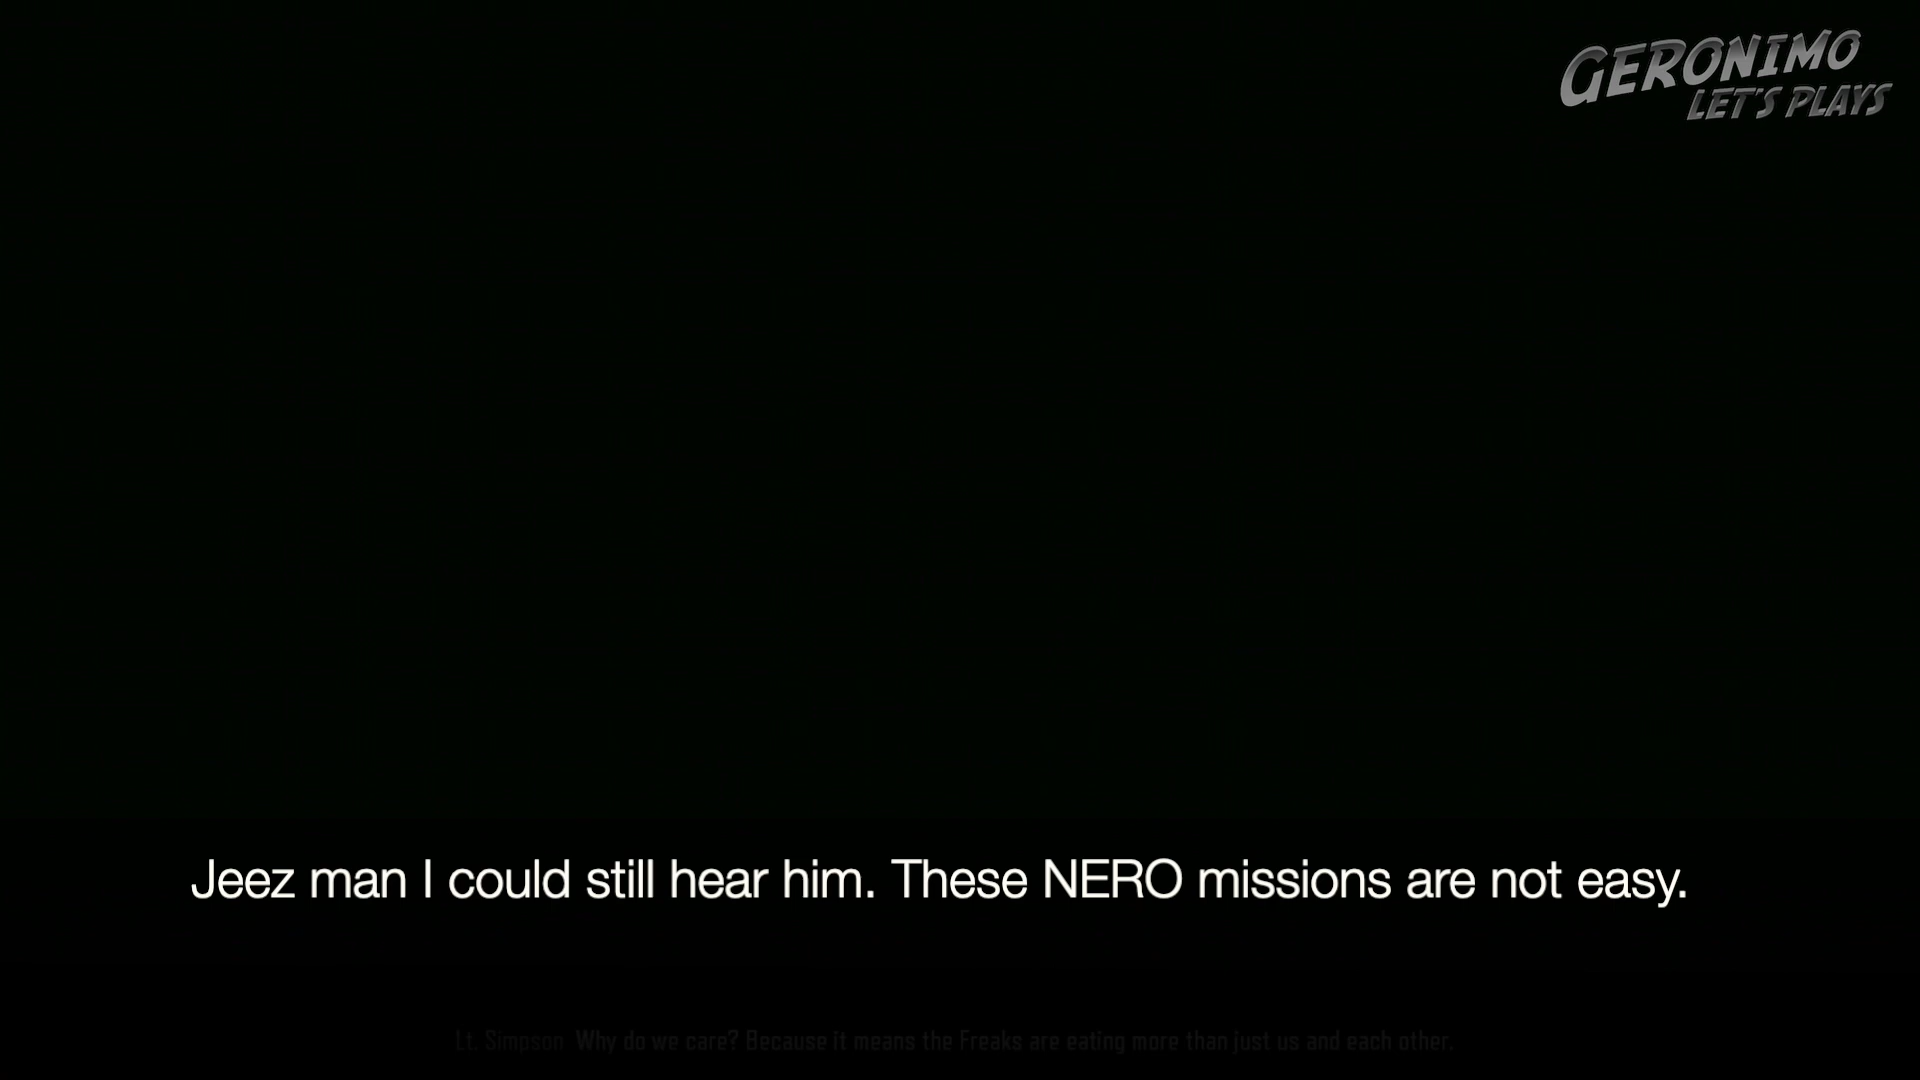 GERONIMO
LET'S PLAYS
Jeez man I could still hear him. These NERO missions are not easy.
Lt. Simpson Why do we care? Because it means the Freaks are eating more than just us and each other.